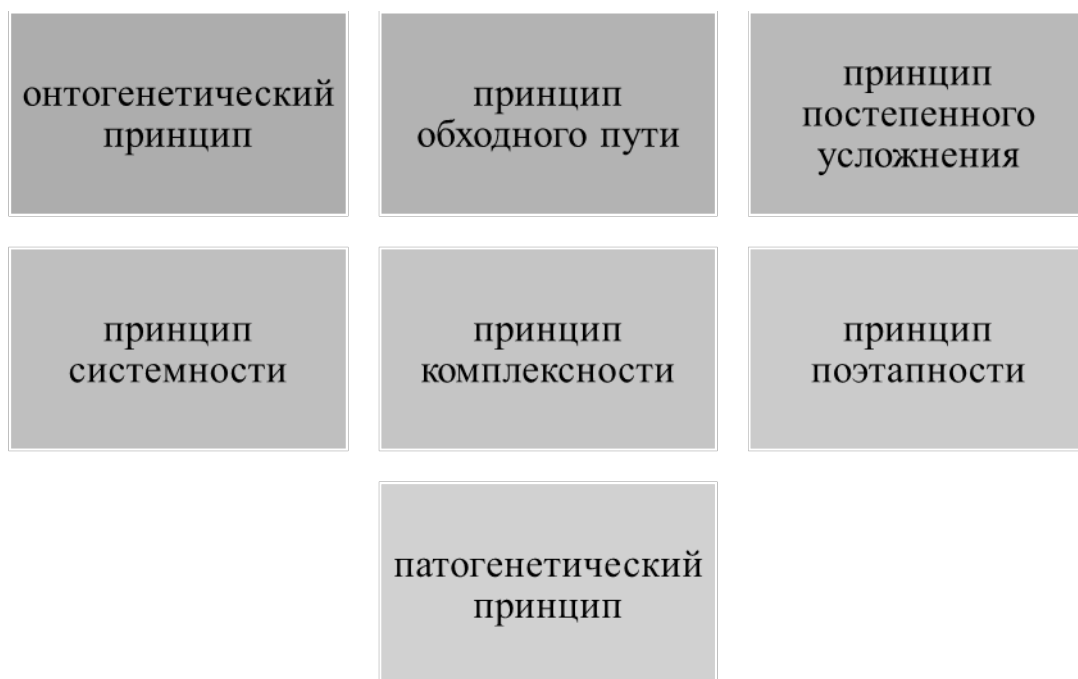 онтогенетический
принцип
принцип
обходного пути
принцип
постепенного
усложнения
принцип
системности
принцип
комплексности
принцип
поэтапности
патогенетический
принцип